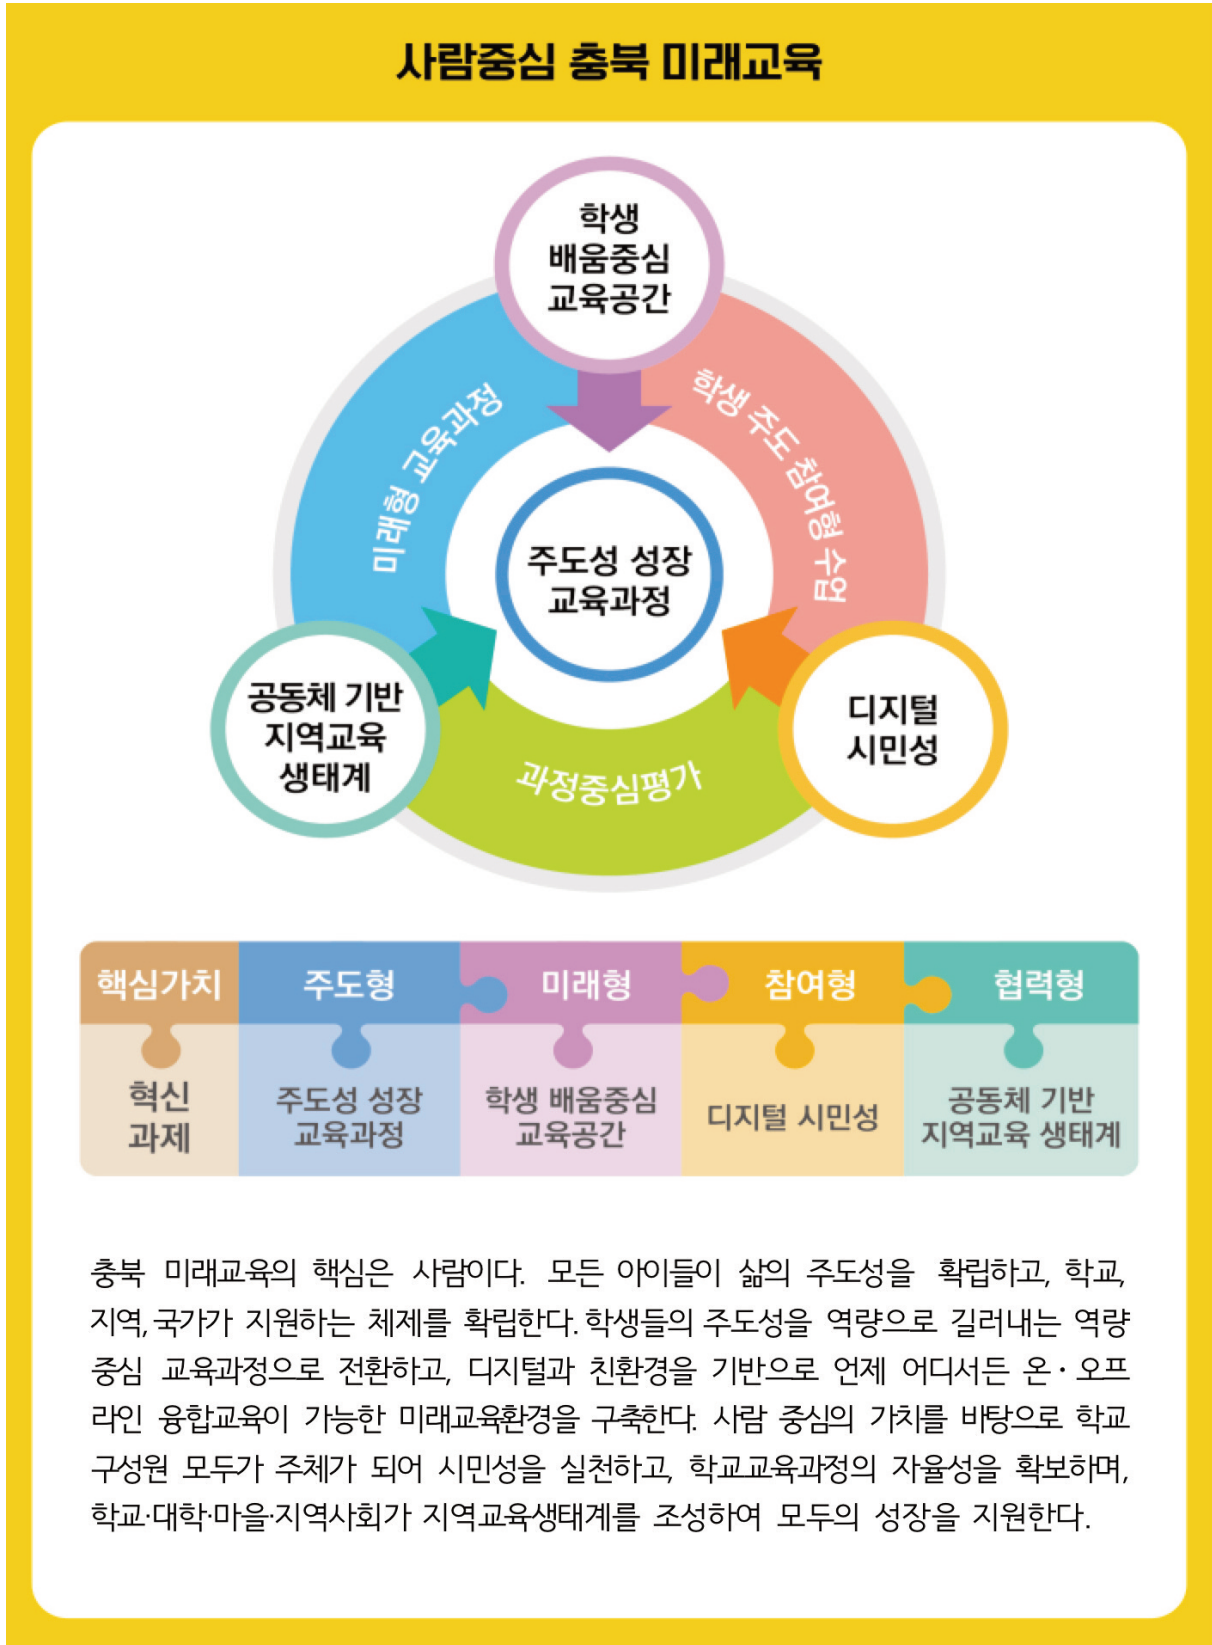 사람중심 충북 미래교육
학생
배움중심
교육공간
미래형 교육과정
학생 주도 참여형 수업
주도성 성장
교육과정
공동체 기반
지역교육
생태계
디지털
시민성
과정중심평가
핵심가치 주도형 미래형 참여형 협력형
혁신
과제
주도성 성장
교육과정
학생 배움중심
교육공간
디지털 시민성
공동체 기반
지역교육 생태계
충북 미래교육의 핵심은 사람이다. 모든 아이들이 삶의 주도성을 확립하고, 학교,
지역, 국가가 지원하는 체제를 확립한다. 학생들의 주도성을 역량으로 길러내는 역량
중심 교육과정으로 전환하고, 디지털과 친환경을 기반으로 언제 어디서든 온·오프
라인 융합교육이 가능한 미래교육환경을 구축한다. 사람 중심의 가치를 바탕으로 학교
구성원 모두가 주체가 되어 시민성을 실천하고, 학교교육과정의 자율성을 확보하며,
학교·대학·마을·지역사회가 지역교육생태계를 조성하여 모두의 성장을 지원한다.